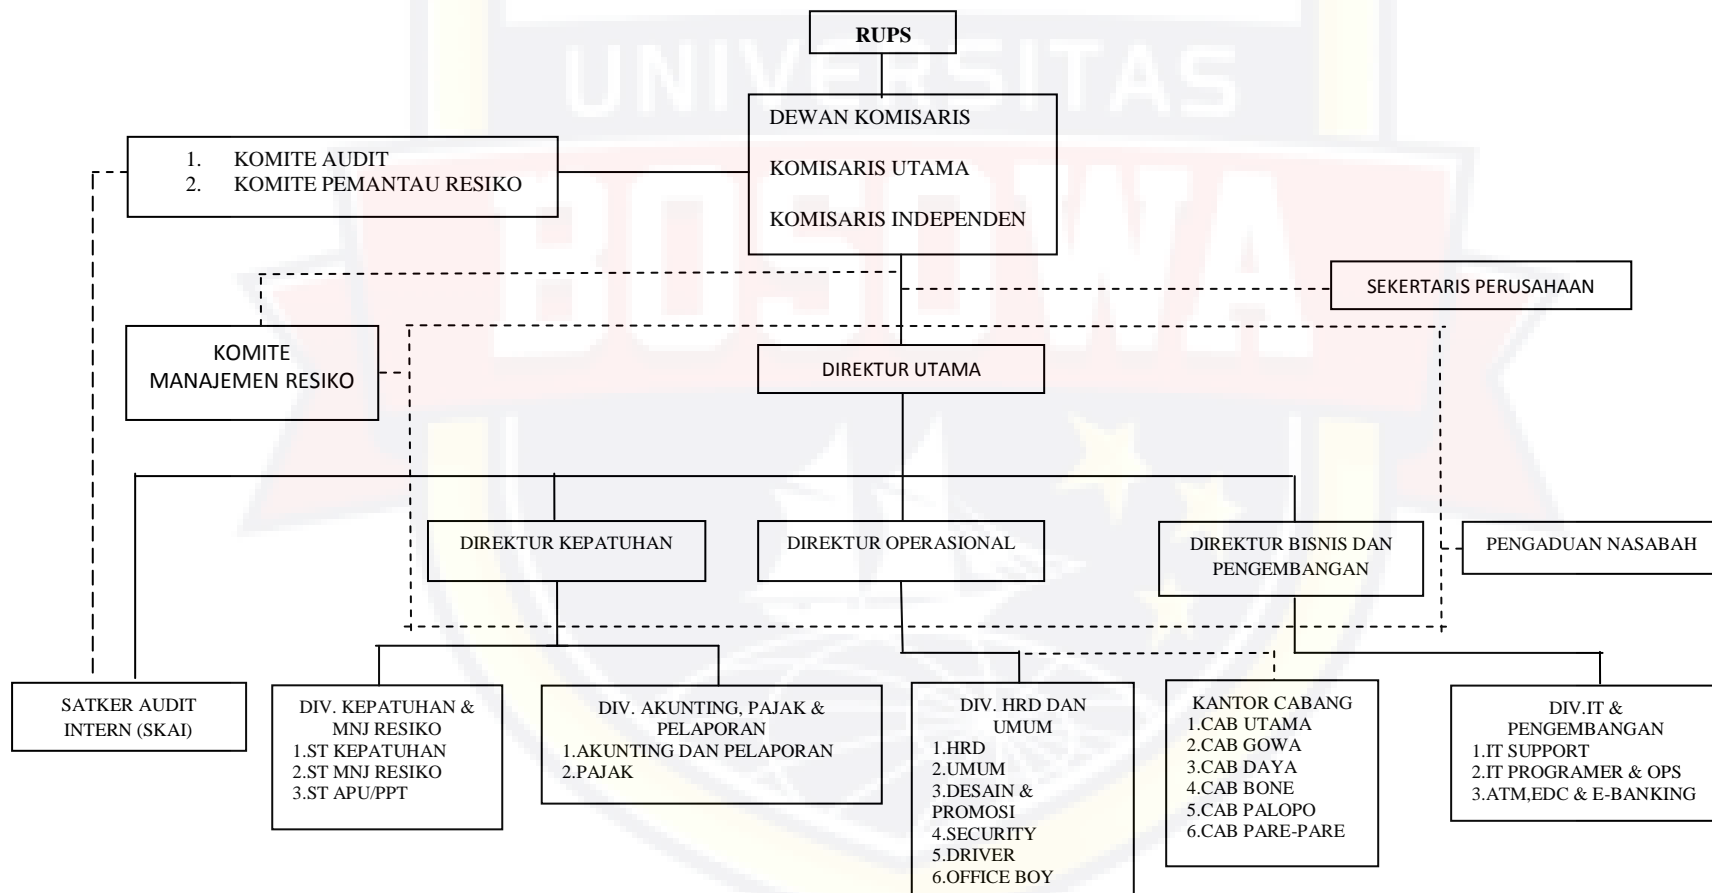 UNIVERSITAS
BOSOWA
RUPS
DEWAN KOMISARIS
KOMISARIS UTAMA
KOMISARIS INDEPENDEN
1. KOMITE AUDIT
2. KOMITE PEMANTAU RESIKO
SEKERTARIS PERUSAHAAN
KOMITE
MANAJEMEN RESIKO
DIREKTUR UTAMA
DIREKTUR KEPATUHAN
DIREKTUR OPERASIONAL
DIREKTUR BISNIS DAN
PENGEMBANGAN
PENGADUAN NASABAH
SATKER AUDIT
INTERN (SKAI)
DIV. KEPATUHAN &
MNJ RESIKO
1.ST KEPATUHAN
2.ST MNJ RESIKO
3.ST APU/PPT
DIV. AKUNTING, PAJAK &
PELAPORAN
1.AKUNTING DAN PELAPORAN
2.PAJAK
DIV. HRD DAN
UMUM
1.HRD
2.UMUM
3.DESAIN &
PROMOSI
4.SECURITY
5.DRIVER
6.OFFICE BOY
KANTOR CABANG
1.CAB UTAMA
2.CAB GOWA
3.CAB DAYA
4.CAB BONE
5.CAB PALOPO
6.CAB PARE-PARE
DIV.IT &
PENGEMBANGAN
1.IT SUPPORT
2.IT PROGRAMER & OPS
3.ATM,EDC & E-BANKING